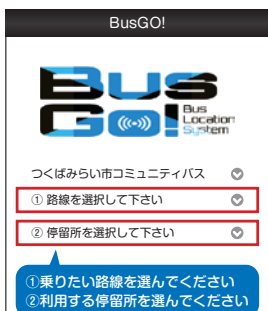 BusGO!
BUS
GO!
Bus
Location
System
つくばみらい市コミュニティバス
① 路線を選択して下さい
② 停留所を選択して下さい
①乗りたい路線を選んでください
②利用する停留所を選んでください